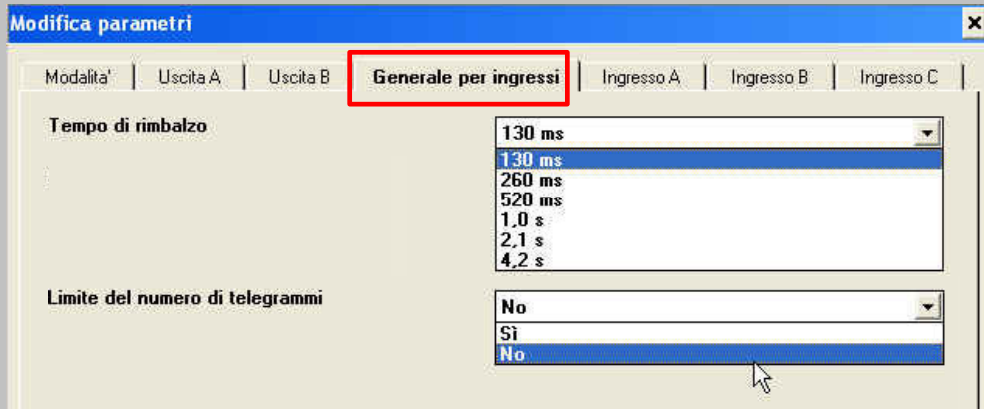 Modifica parametri
Modalita' Uscita A Uscita B Generale per ingressi Ingresso A Ingresso B Ingresso C
Tempo di rimbalzo 130 ms
130 ms
260 ms
520 ms
1,0 s
2,1 s
4,2 s
Limite del numero di telegrammi No
Sì
No